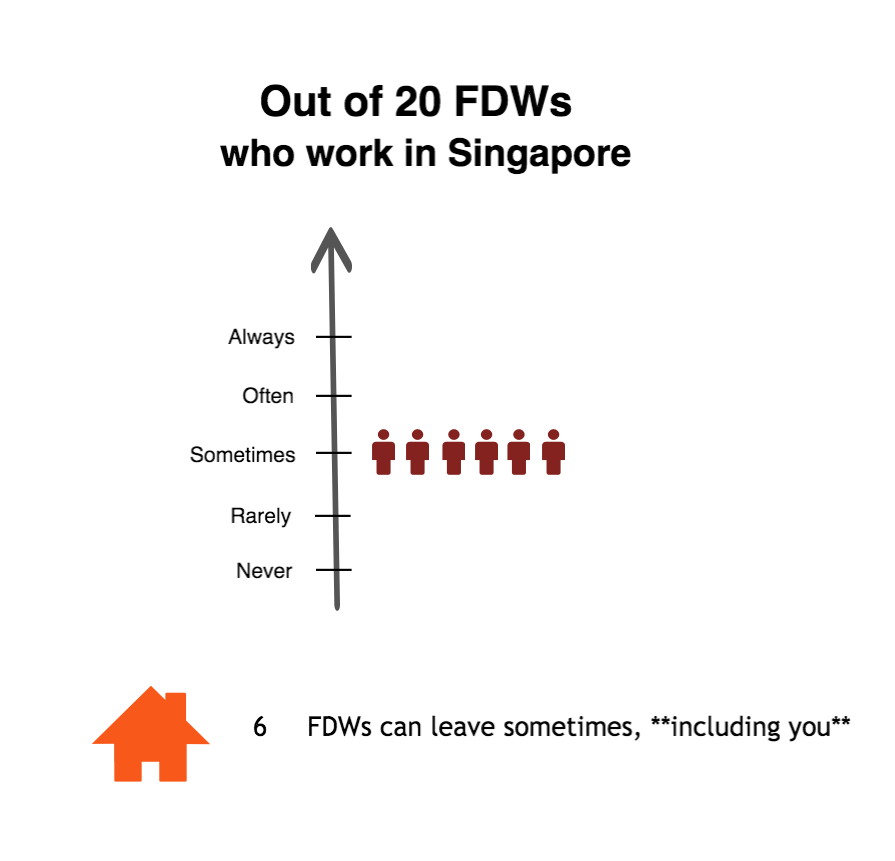 Out of 20 FDWs
who work in Singapore
Always
Often
Sometimes
Rarely
Never
6 FDWs can leave sometimes, **including you**